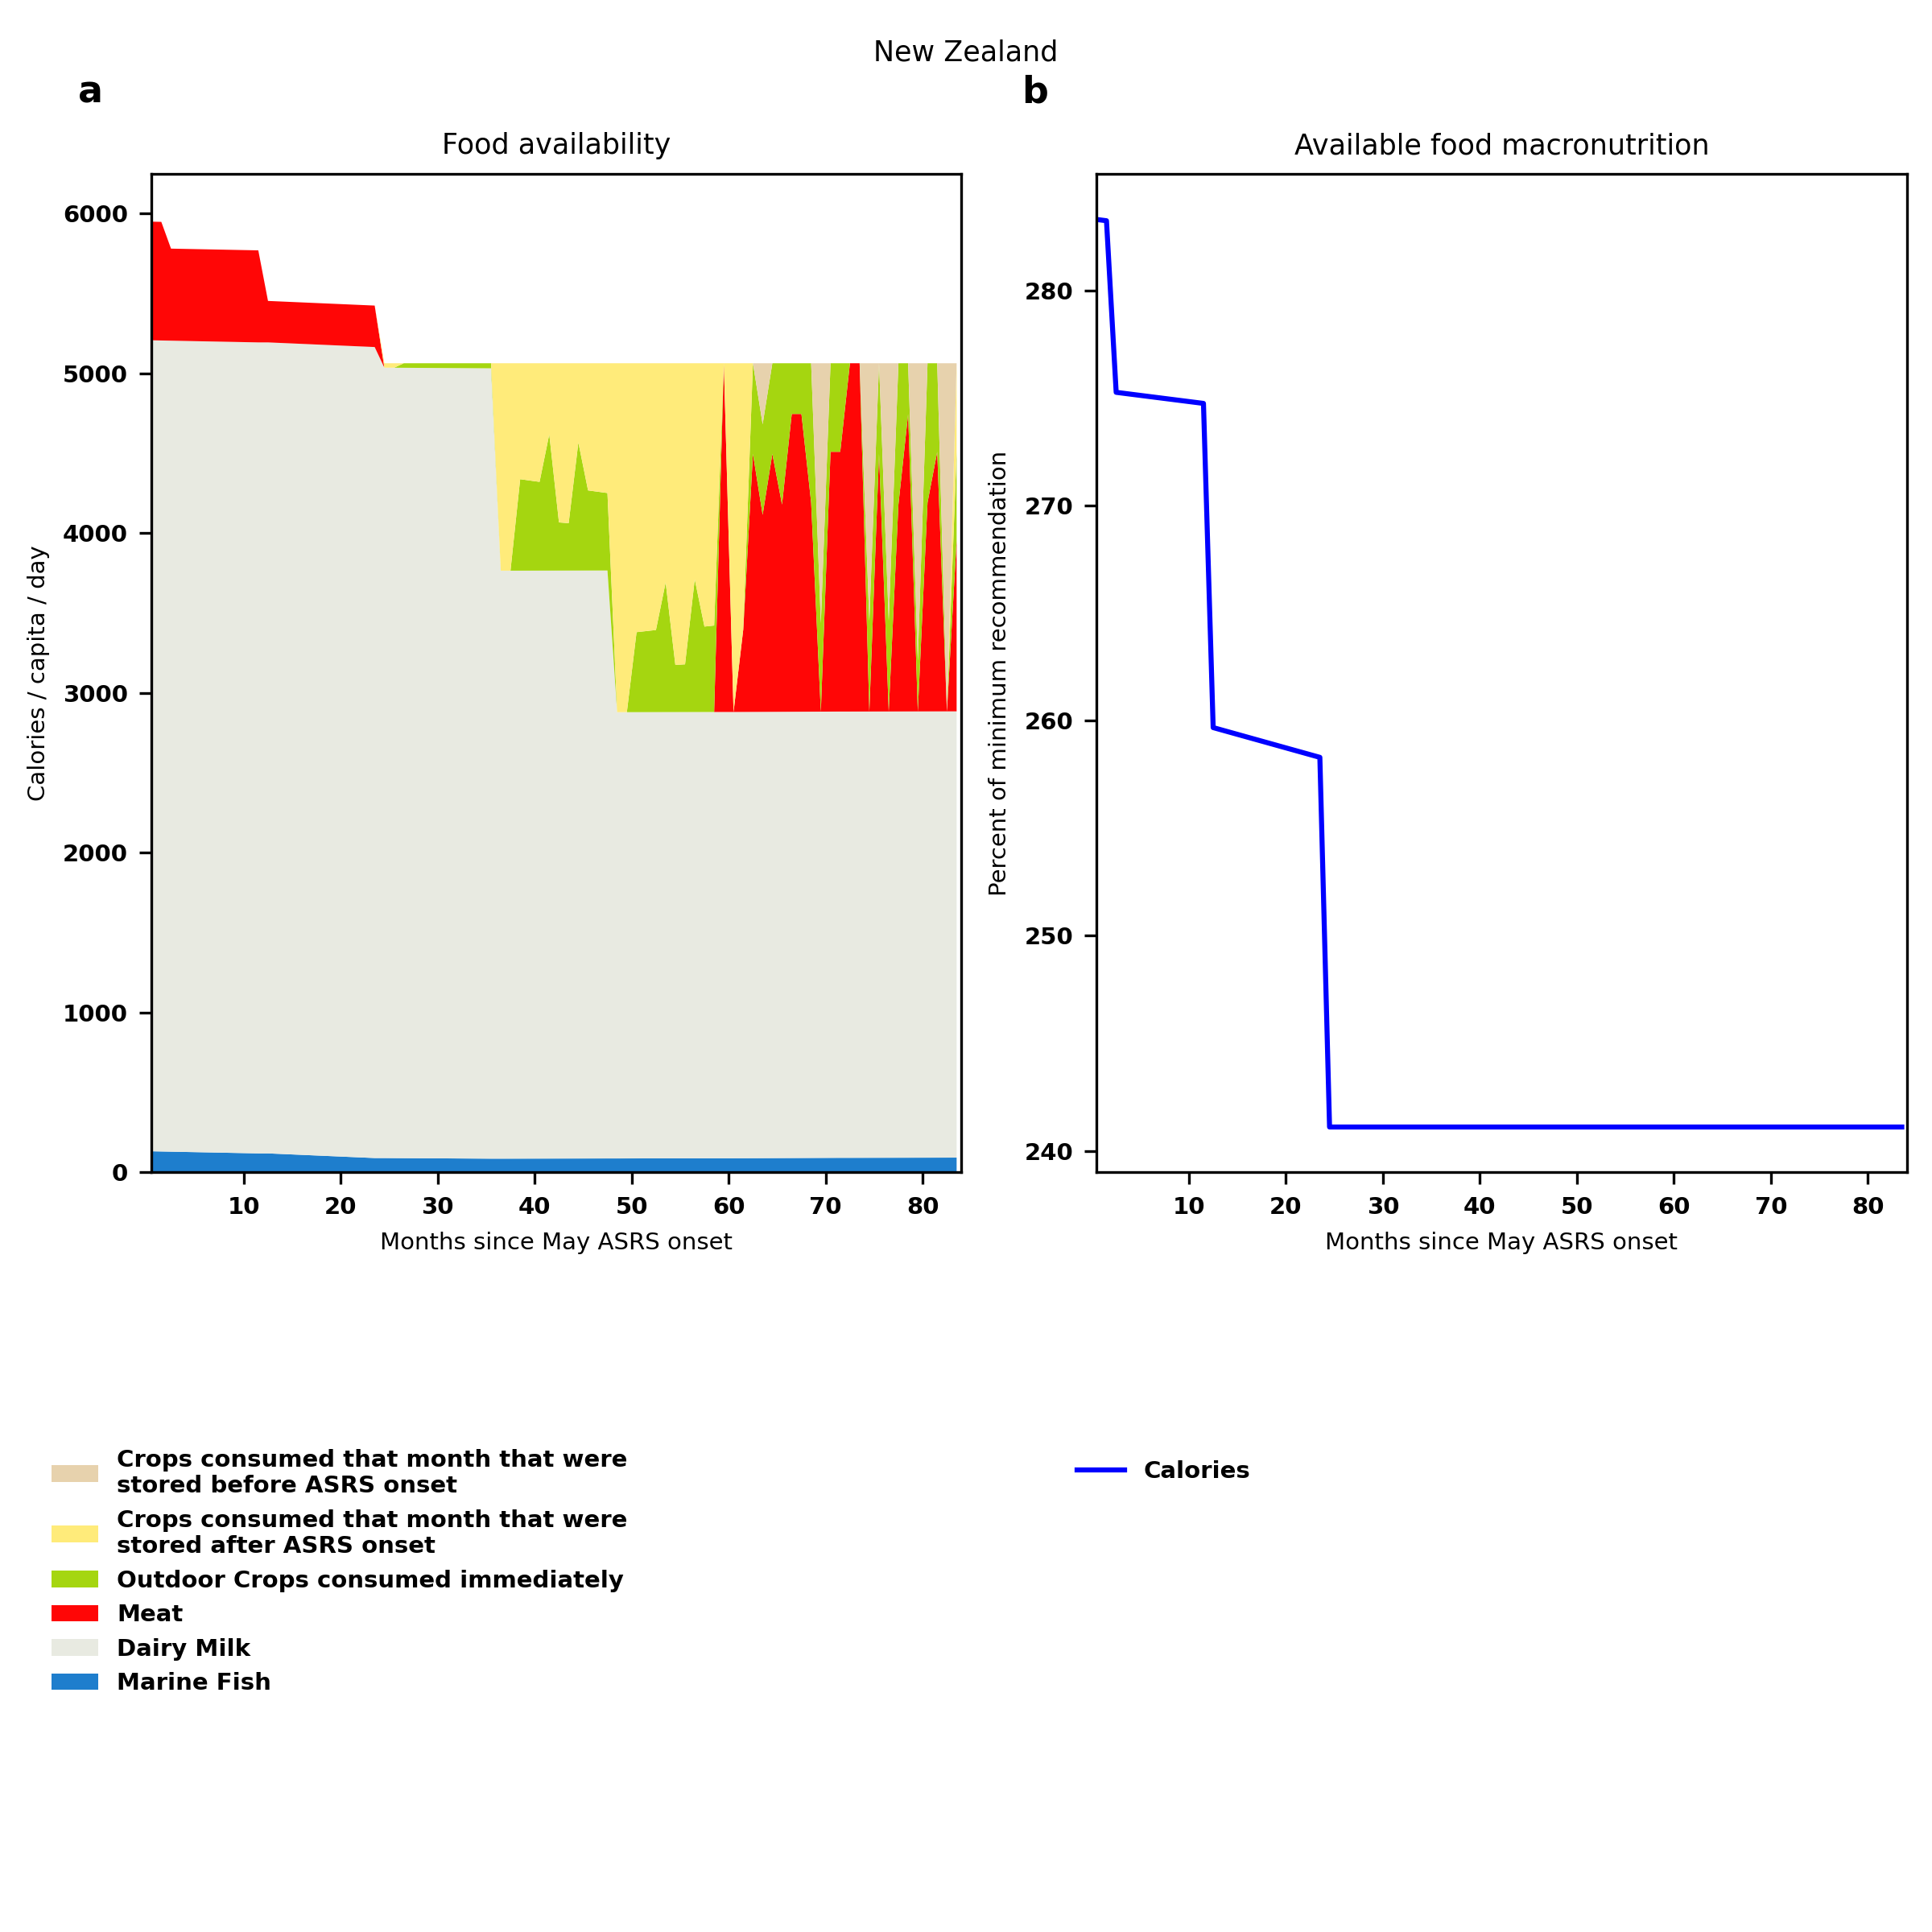 New Zealand
a
Food availability
6000
5000
4000
3000
2000
1000
0
Calories / capita / day
10 20 30 40 50 60 70 80
Months since May ASRS onset
b
Available food macronutrition
280
270
260
250
240
Percent of minimum recommendation
10 20 30 40 50 60 70 80
Months since May ASRS onset
Crops consumed that month that were
stored before ASRS onset
Crops consumed that month that were
stored after ASRS onset
Outdoor Crops consumed immediately
Meat
Dairy Milk
Marine Fish
Calories